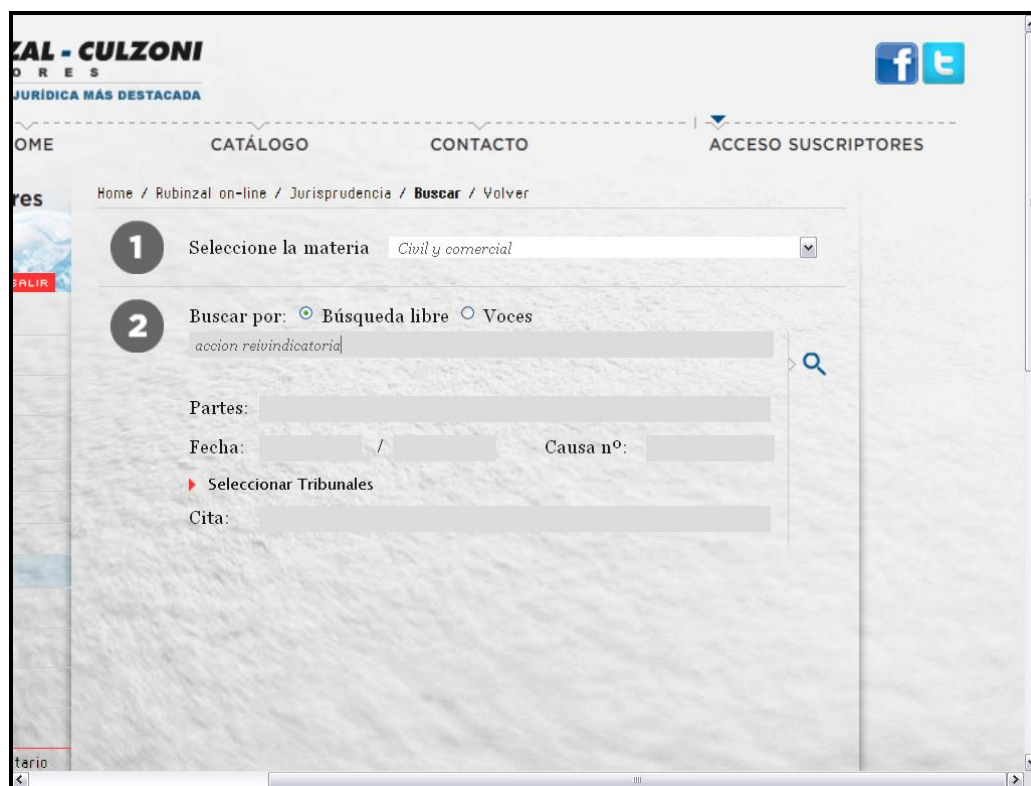 ZAL - CULZONI
O R E S
JURÍDICA MÁS DESTACADA
OME
CATÁLOGO
CONTACTO
ACCESO SUSCRIPTORES
res
Home / Rubinzal on-line / Jurisprudencia / Buscar / Volver
1
Seleccione la materia
Civil y comercial
SALIR
2
Buscar por: Búsqueda libre Voces
accion reivindicatoria
Partes:
Fecha: / Causa nº:
Seleccionar Tribunales
Cita:
tario